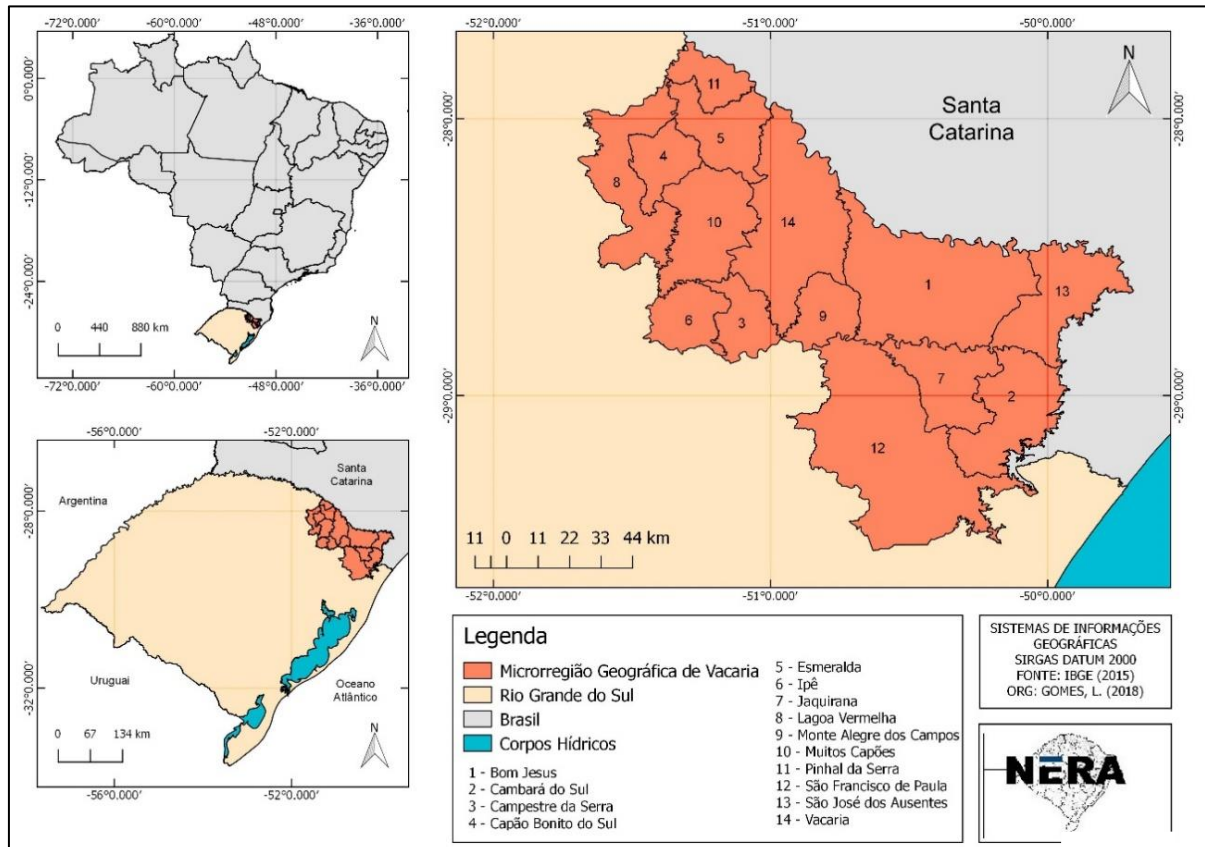 -72°0.000' -60°0.000' -48°0.000' -36°0.000'
0°0.000'
-12°0.000'
-24°0.000'
0 440 880 km
N
-72°0.000' -60°0.000' -48°0.000' -36°0.000'
-56°0.000' -52°0.000'
Santa
Catarina
Argentina
-28°0.000'
Uruguai
Oceano
Atlântico
-32°0.000'
0 67 134 km
N
-56°0.000' -52°0.000'
-52°0.000' -51°0.000' -50°0.000'
N
Santa
Catarina
-28°0.000' -28°0.000'
11
5
4
8
10
14
1
13
6
3
9
7
2
12
-29°0.000' -29°0.000'
11 0 11 22 33 44 km
-52°0.000' -51°0.000' -50°0.000'
Legenda
Microrregião Geográfica de Vacaria
Rio Grande do Sul
Brasil
Corpos Hídricos
1 - Bom Jesus
2 - Cambará do Sul
3 - Campestre da Serra
4 - Capão Bonito do Sul
5 - Esmeralda
6 - Ipê
7 - Jaquirana
8 - Lagoa Vermelha
9 - Monte Alegre dos Campos
10 - Muitos Capões
11 - Pinhal da Serra
12 - São Francisco de Paula
13 - São José dos Ausentes
14 - Vacaria
SISTEMAS DE INFORMAÇÕES
GEOGRÁFICAS
SIRGAS DATUM 2000
FONTE: IBGE (2015)
ORG: GOMES, L. (2018)
NERA